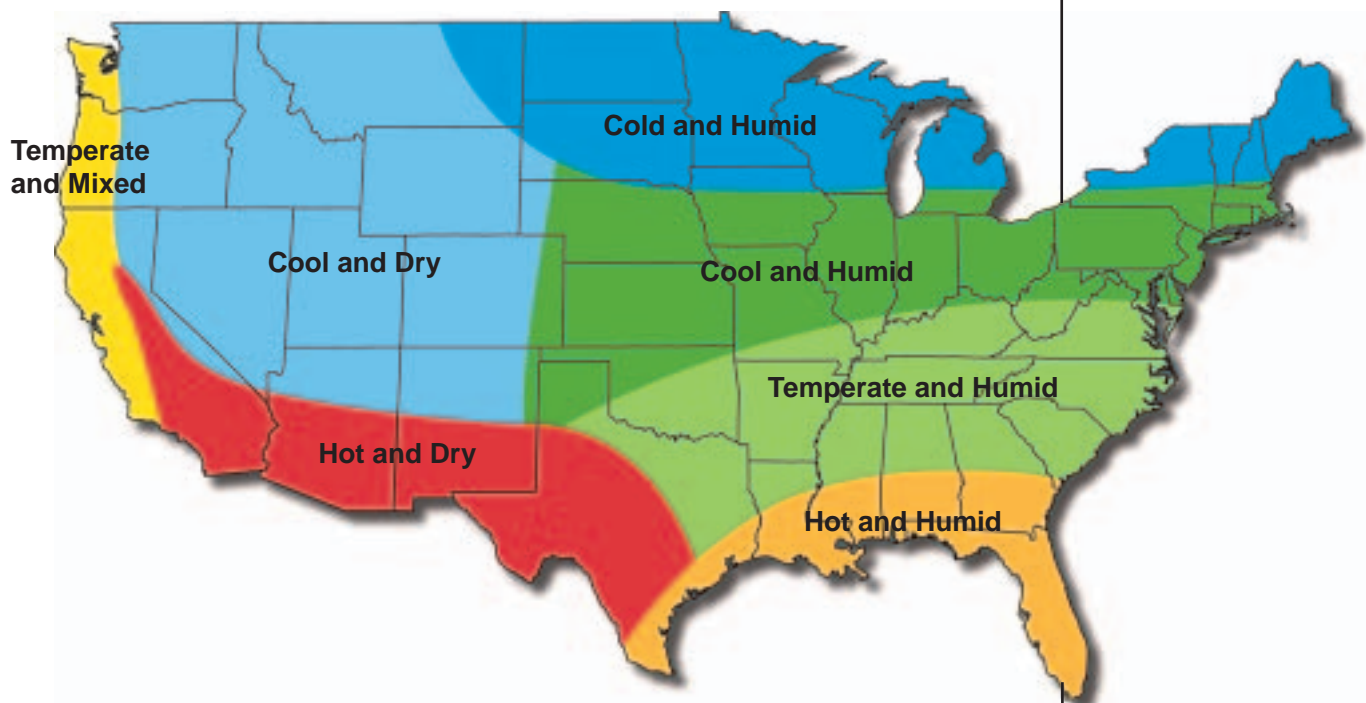 Cold and Humid
Temperate
and Mixed
Cool and Dry
Cool and Humid
Temperate and Humid
Hot and Dry
Hot and Humid